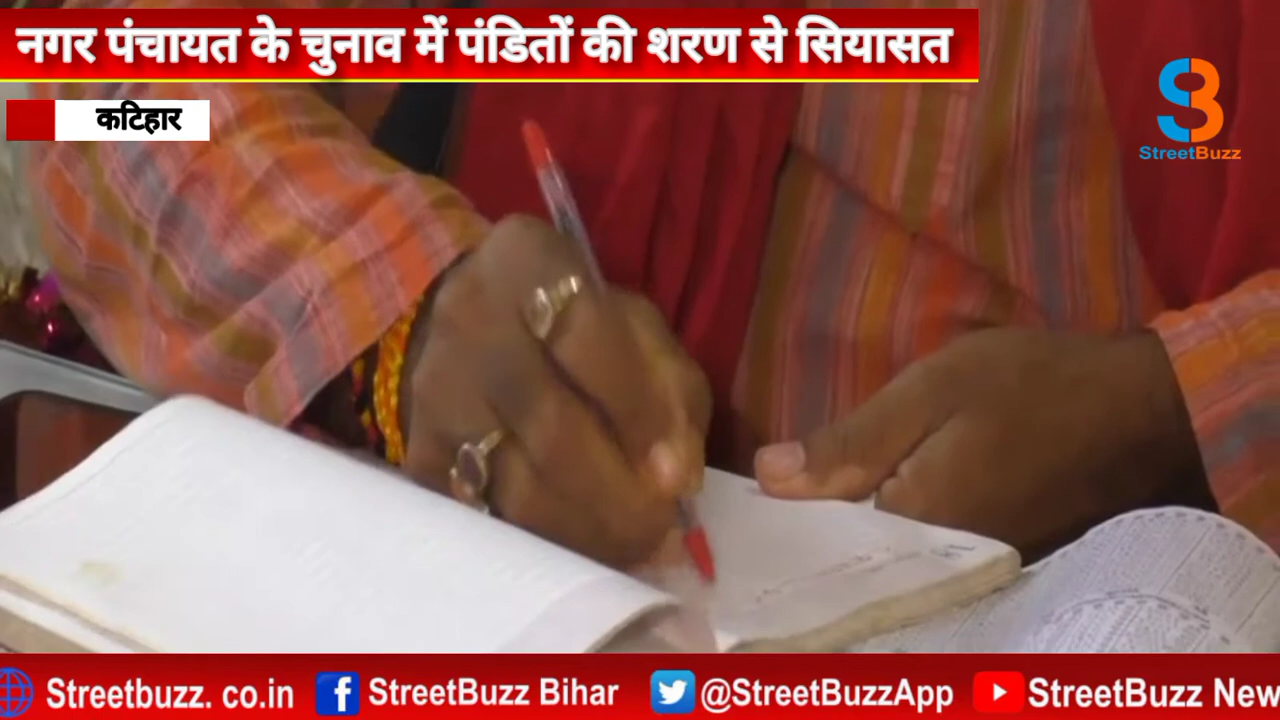 नगर पंचायत के चुनाव में पंडितों की शरण से सियासत
कटिहार
StreetBuzz
Streetbuzz. co.in
StreetBuzz Bihar
@StreetBuzzApp
StreetBuzz New